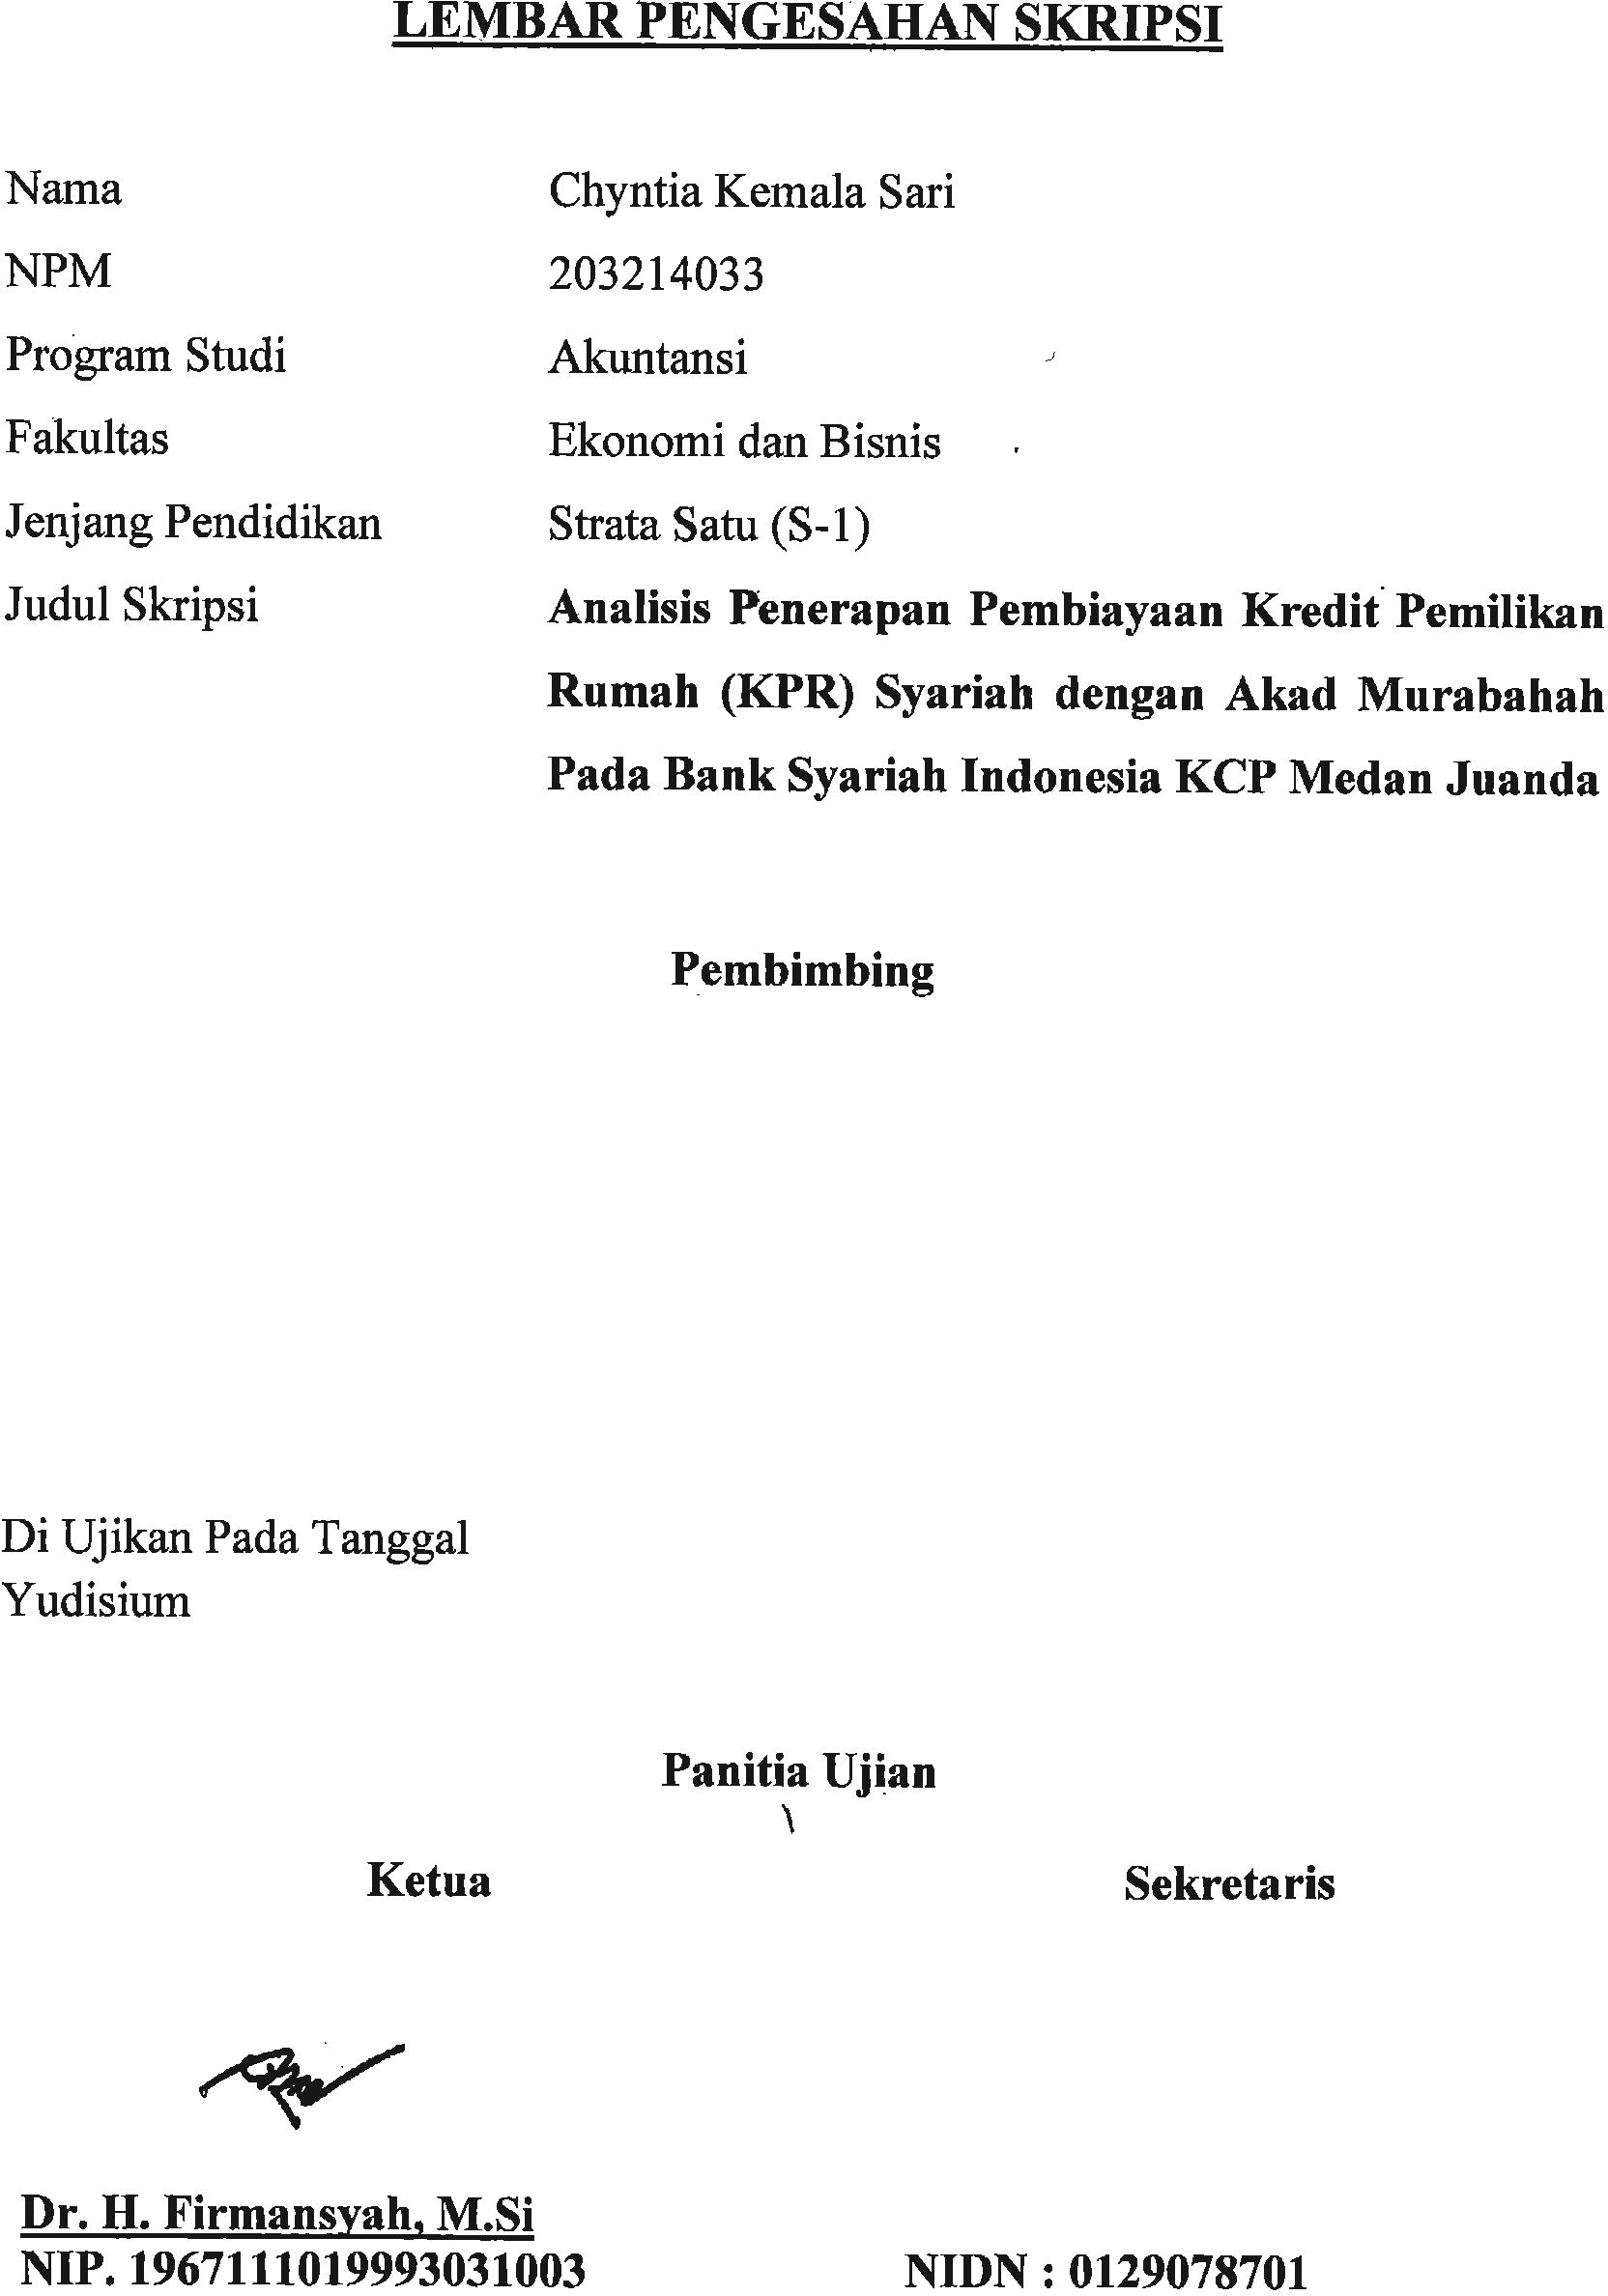 LEMBAR PENGESAHAN SKRIPSI
Nama Chyntia Kemala Sari
NPM 203214033
Program Studi Akuntansi
Fakultas Ekonomi dan Bisnis
Jenjang Pendidikan Strata Satu (S-1)
Judul Skripsi Analisis Penerapan Pembiayaan Kredit Pemilikan
Rumah (KPR) Syariah dengan Akad Murabahah
Pada Bank Syariah Indonesia KCP Medan Juanda
Pembimbing
Di Ujikan Pada Tanggal
Yudisium
Panitia Ujian
Ketua Sekretaris
Dr. H. Firmansyah, M.Si
NIP. 1967111019993031003 NIDN : 0129078701